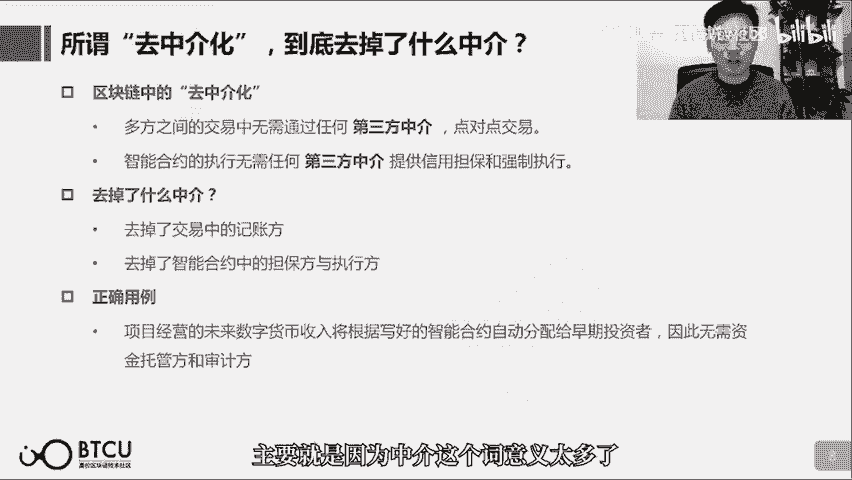 所谓“去中介化”，到底去掉了什么中介？
bilibili
区块链中的“去中介化”
多方之间的交易中无需通过任何 第三方中介 ，点对点交易。
智能合约的执行无需任何 第三方中介 提供信用担保和强制执行。
去掉了什么中介？
去掉了交易中的记账方
去掉了智能合约中的担保方与执行方
正确用例
项目经营的未来数字货币收入将根据写好的智能合约自动分配给早期投资者，因此无需资
金托管方和审计方
BTCU
高校区块链技术社区
主要就是因为中介这个词意义太多了